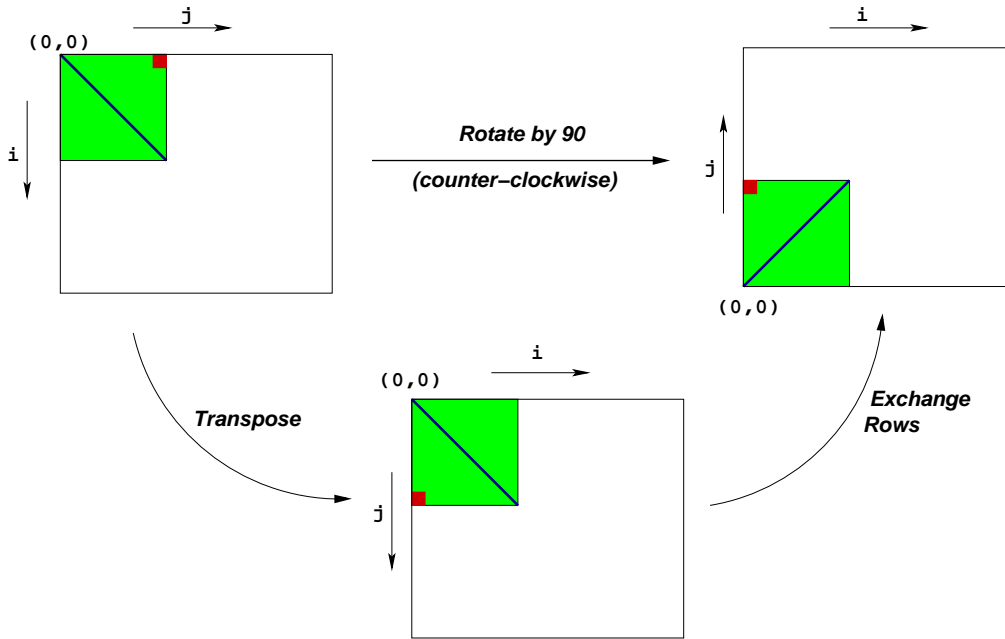 j
(0,0)
i
Rotate by 90
(counter−clockwise)
i
j
(0,0)
Transpose
i
(0,0)
j
Exchange
Rows